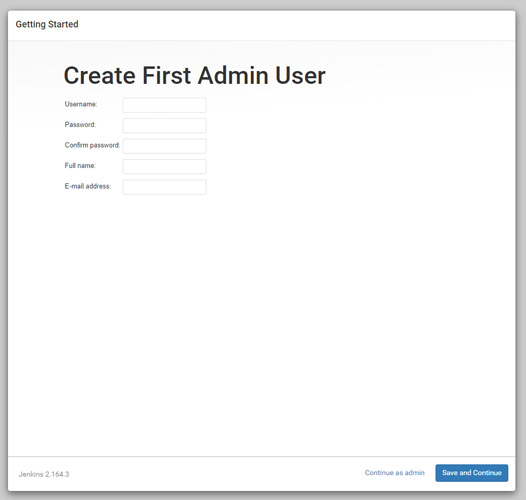 Getting Started
Create First Admin User
Username:
Password:
Confirm password:
Full name:
E-mail address:
Jenkins 2.164.3
Continue as admin
Save and Continue